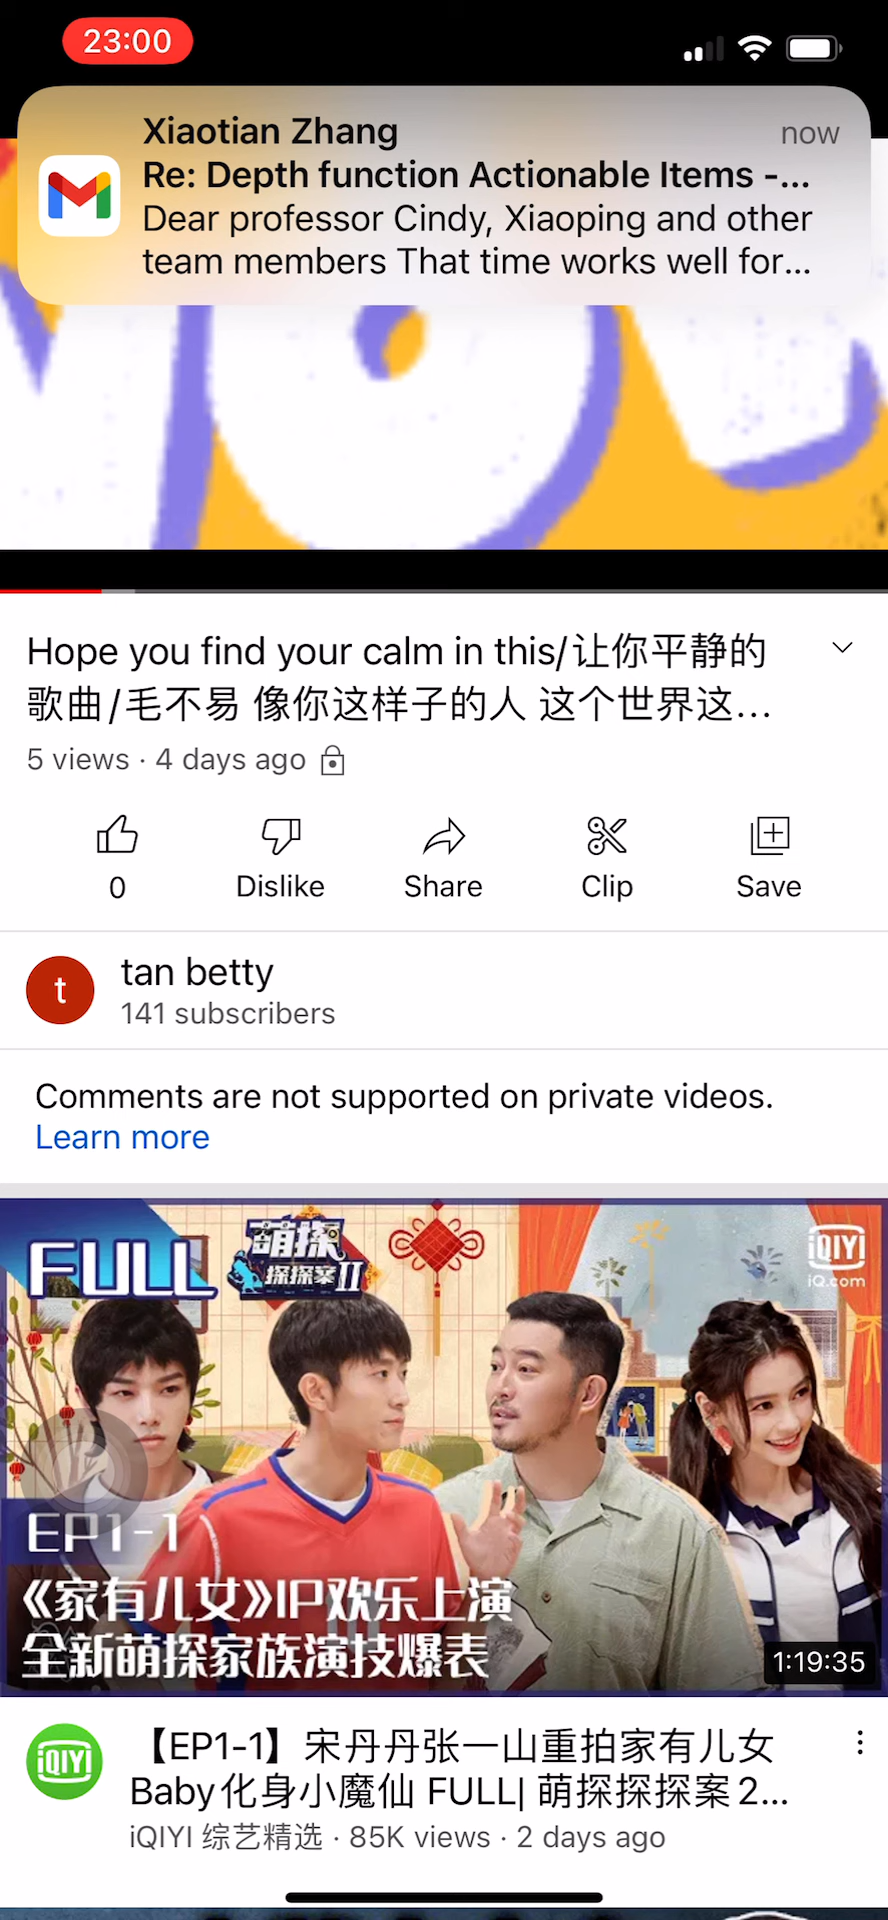 23:00
Xiaotian Zhang
now
Re: Depth function Actionable Items -...
Dear professor Cindy, Xiaoping and other
team members That time works well for...
Hope you find your calm in this/让你平静的
歌曲/毛不易 像你这样子的人 这个世界这...
5 views · 4 days ago
0
Dislike
Share
Clip
Save
t
tan betty
141 subscribers
Comments are not supported on private videos.
Learn more
FULL
萌探
探探案II
iQIYI
iQ.com
EP1-1
《家有儿女》IP欢乐上演
全新萌探家族演技爆表
1:19:35
iQIYI
【EP1-1】宋丹丹张一山重拍家有儿女
Baby化身小魔仙 FULL| 萌探探探案2...
iQIYI 综艺精选 · 85K views · 2 days ago